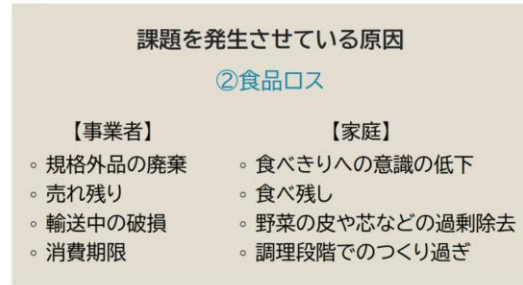 課題を発生させている原因
②食品ロス
【事業者】
◦ 規格外品の廃棄
◦ 売れ残り
◦ 輸送中の破損
◦ 消費期限
【家庭】
◦ 食べきりへの意識の低下
◦ 食べ残し
◦ 野菜の皮や芯などの過剰除去
◦ 調理段階でのつくり過ぎ